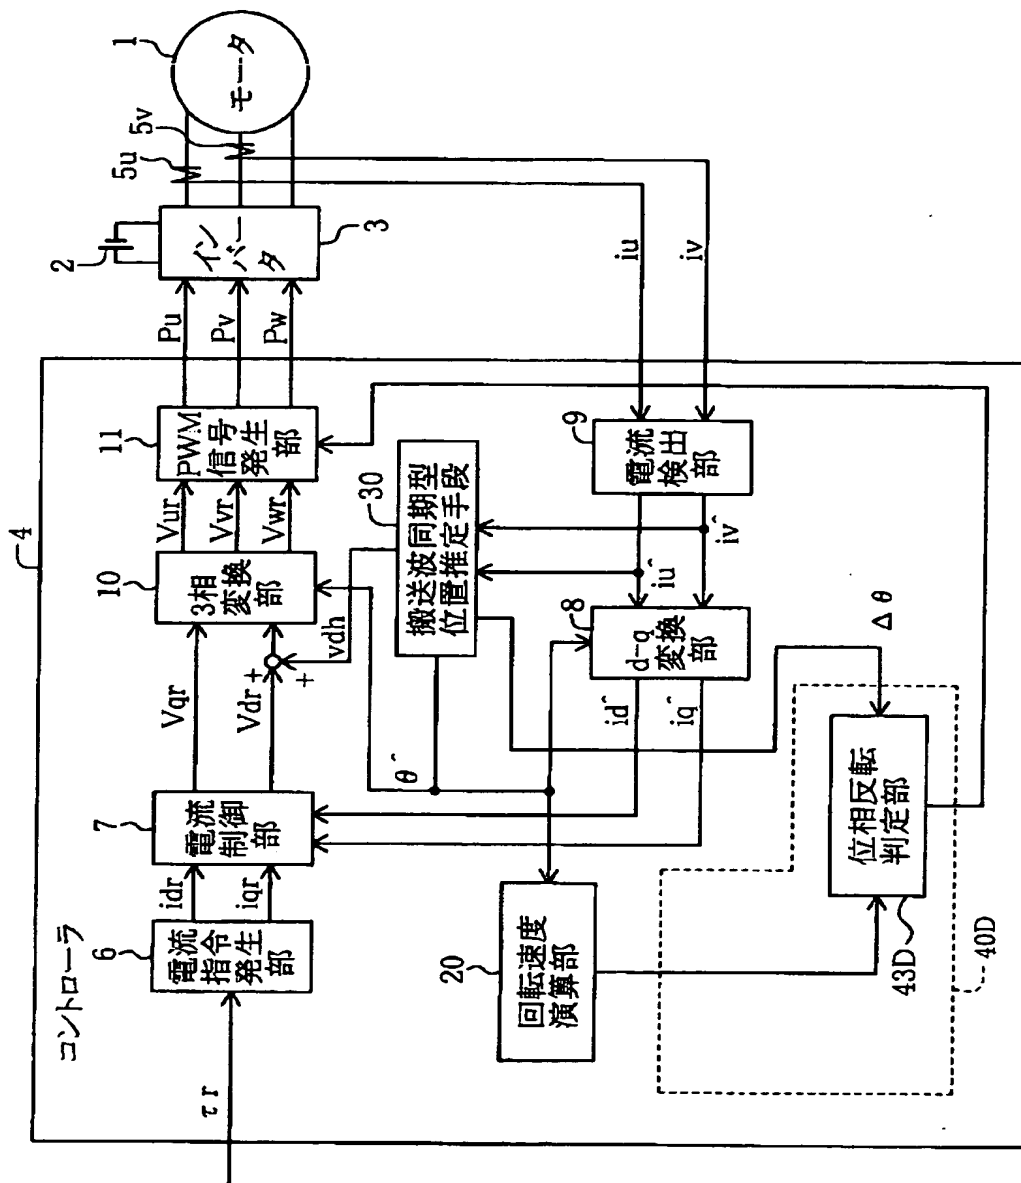 コントローラ
4
τr
6
電流
指令
発生
部
idr
iqr
7
電流
制御
部
Vqr
Vdr
+
+
vdh
10
3相
変換
部
Vur
Vvr
Vwr
11
PWM
信号
発生
部
Pu
Pv
Pw
2
イン
バー
タ
3
5u
5v
1
モータ
iu
iv
9
電流
検出
部
iu^
iv^
30
搬送波同期型
位置推定手段
8
d-q
変換
部
id^
iq^
θ^
Δθ
20
回転速度
演算部
位相反転
判定部
43D
40D